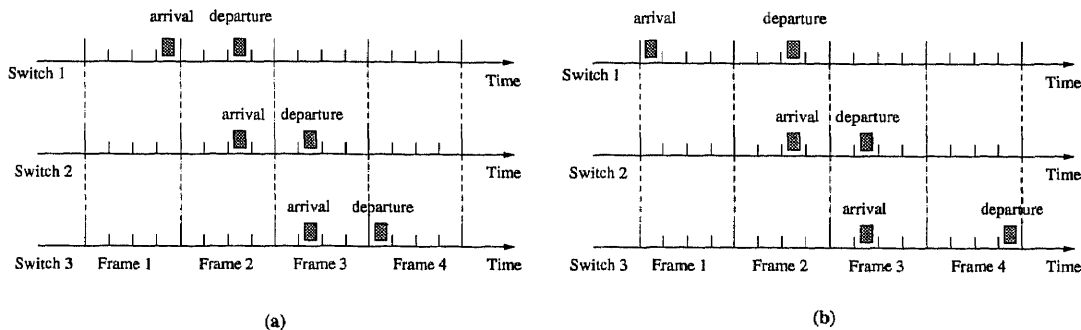 arrival departure
Switch 1 Time
arrival departure
Switch 2 Time
arrival departure
Switch 3 Frame 1 Frame 2 Frame 3 Frame 4 Time
(a)
arrival departure
Switch 1 Time
arrival departure
Switch 2 Time
arrival departure
Switch 3 Frame 1 Frame 2 Frame 3 Frame 4 Time
(b)